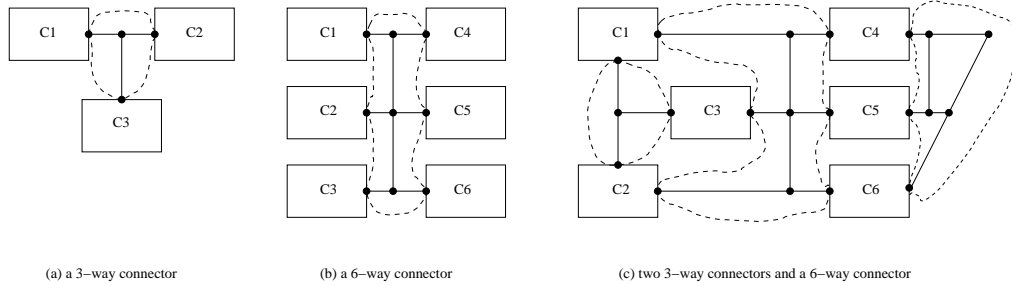 C1
C2
C3
(a) a 3−way connector
C1
C4
C2
C5
C3
C6
(b) a 6−way connector
C1
C4
C3
C5
C2
C6
(c) two 3−way connectors and a 6−way connector